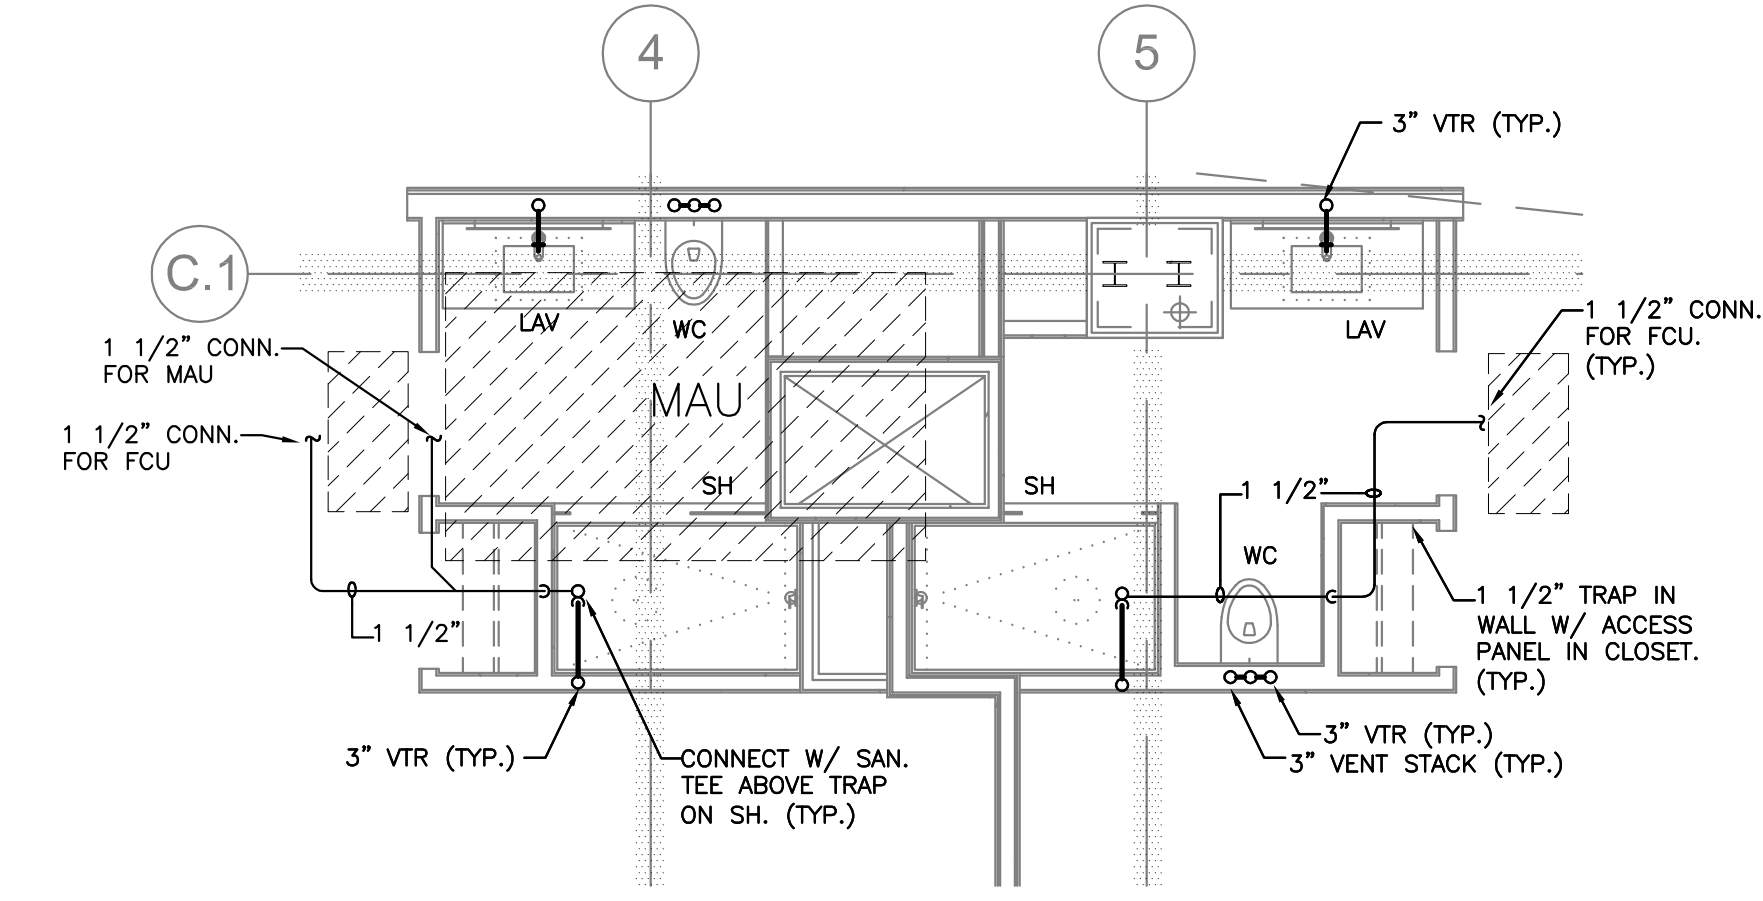 4
5
3" VTR (TYP.)
C.1
LAV
WC
LAV
1 1/2" CONN.
FOR MAU
1 1/2" CONN.
FOR FCU.
(TYP.)
MAU
1 1/2" CONN.
FOR FCU
SH
SH
1 1/2"
WC
1 1/2"
1 1/2" TRAP IN
WALL W/ ACCESS
PANEL IN CLOSET.
(TYP.)
3" VTR (TYP.)
CONNECT W/ SAN.
TEE ABOVE TRAP
ON SH. (TYP.)
3" VTR (TYP.)
3" VENT STACK (TYP.)